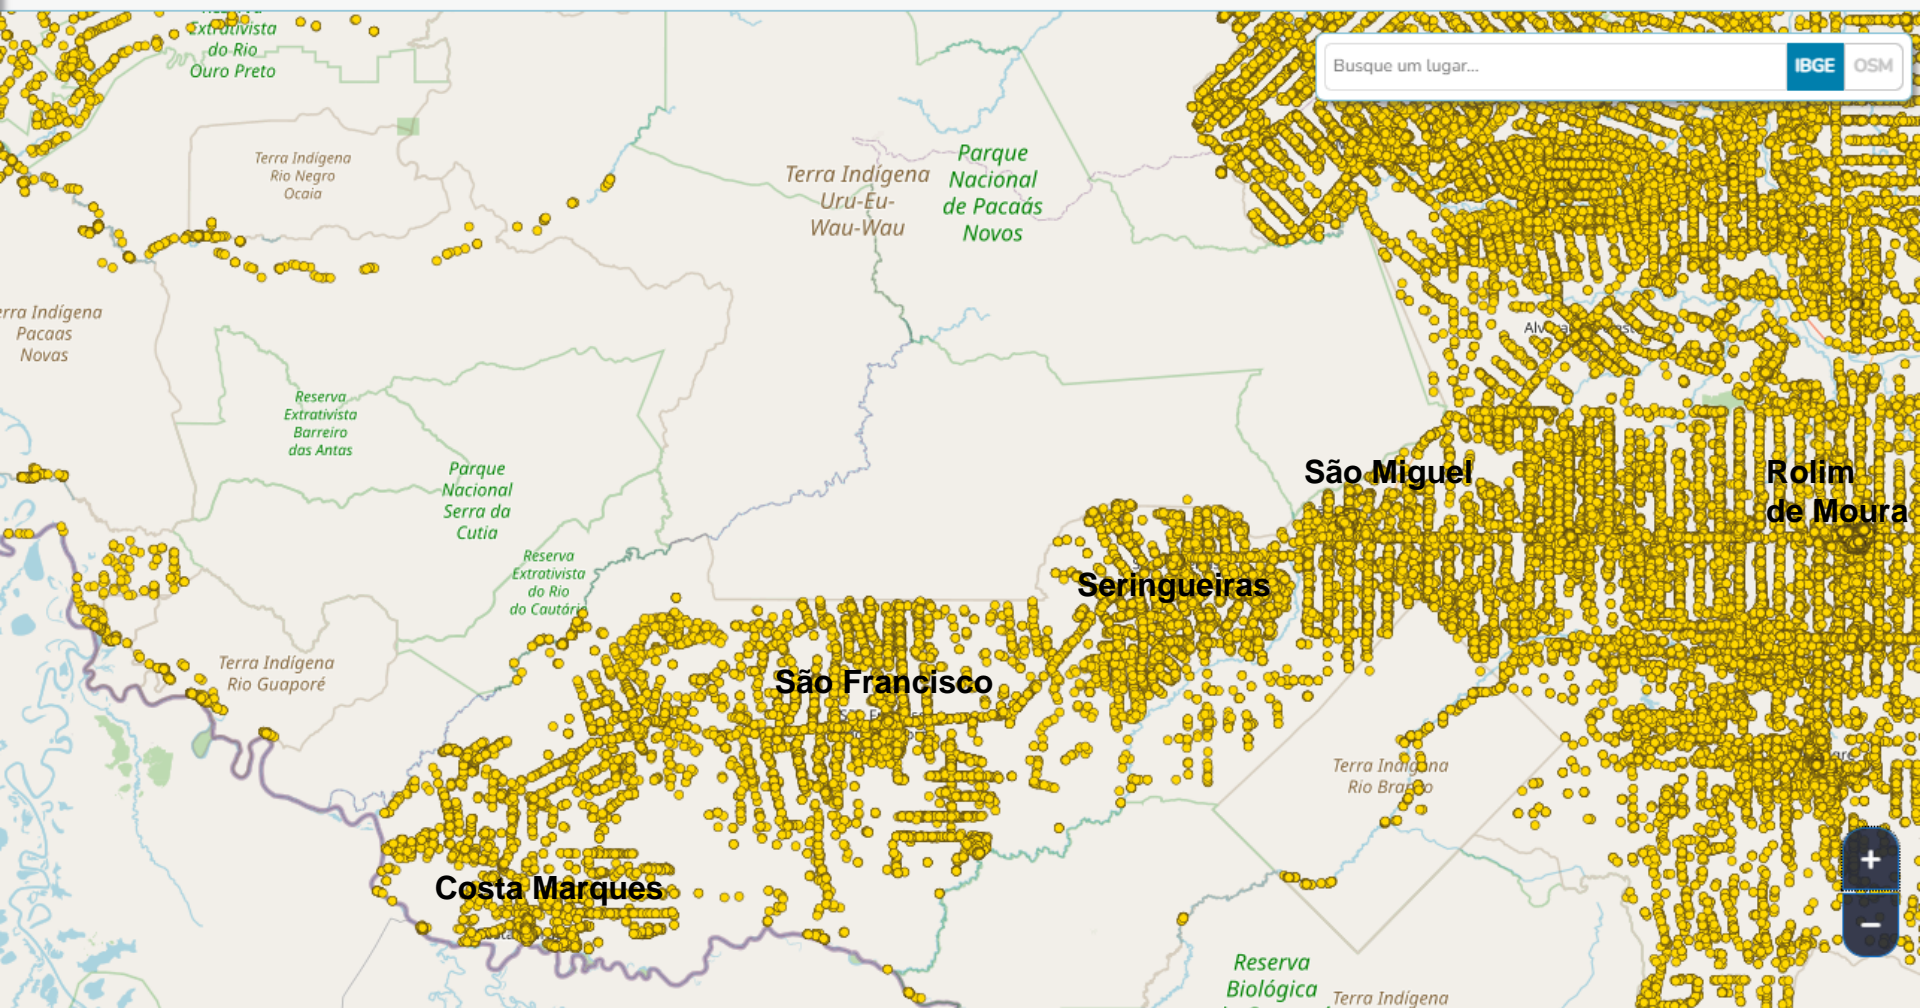 Extrativista
do Rio
Ouro Preto
Busque um lugar...
IBGE
OSM
Terra Indígena
Rio Negro
Ocaia
Terra Indígena
Uru-Eu-
Wau-Wau
Parque
Nacional
de Pacaás
Novos
erra Indígena
Pacaas
Novas
Reserva
Extrativista
Barreiro
das Antas
Parque
Nacional
Serra da
Cutia
Reserva
Extrativista
do Rio
do Cautário
São Miguel
Rolim
de Moura
Seringueiras
Terra Indígena
Rio Guaporé
São Francisco
Terra Indígena
Rio Branco
Costa Marques
Reserva
Biológica
Terra Indígena
+
−